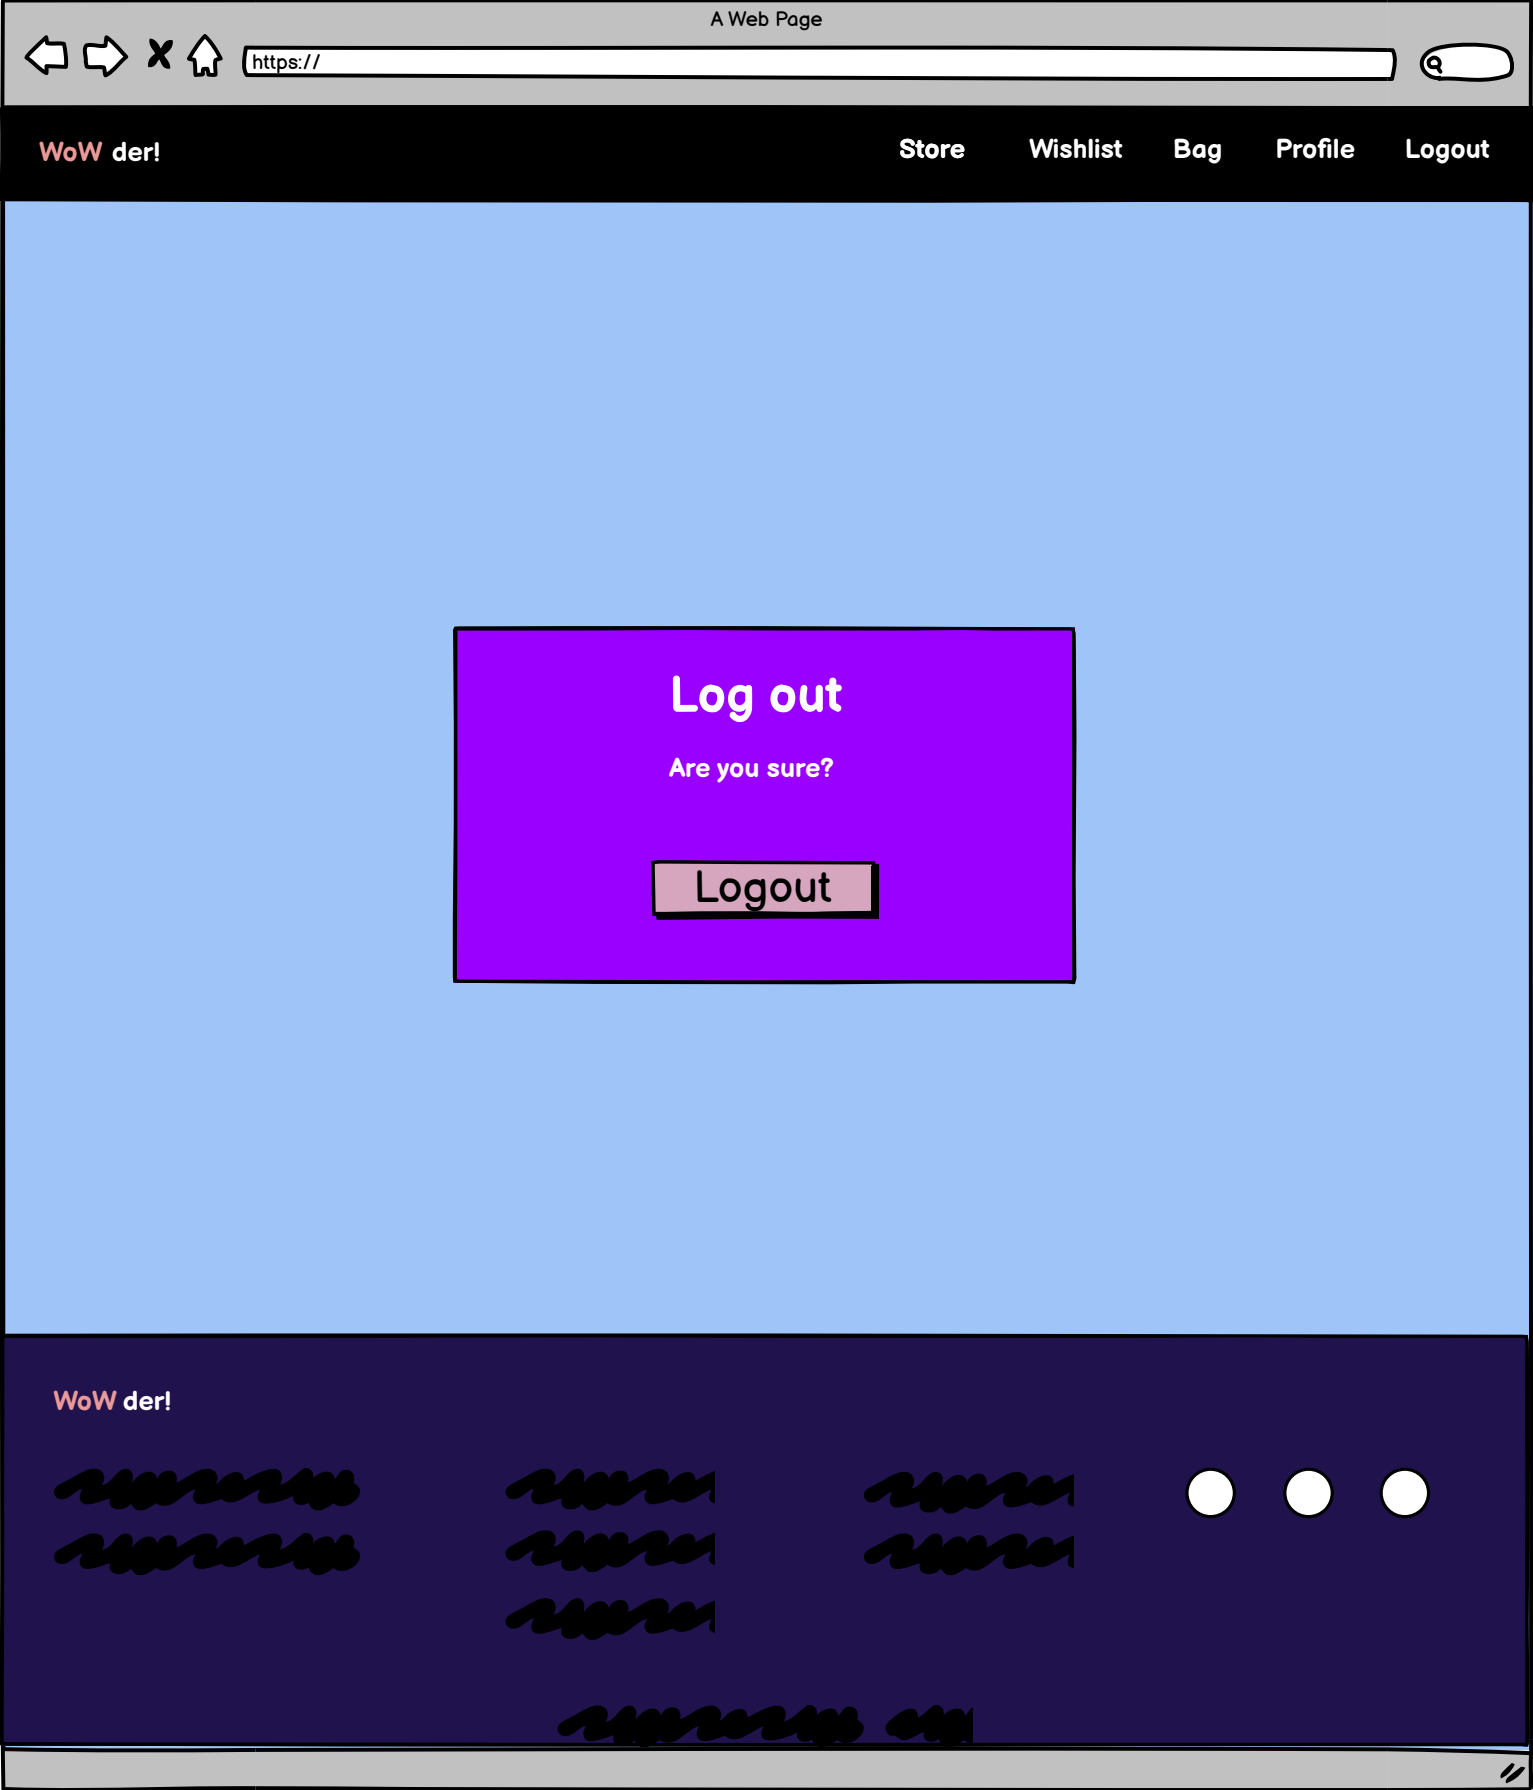 A Web Page
https://
WoW der! Store Wishlist Bag Profile Logout
Log out
Are you sure?
Logout
WoW der!